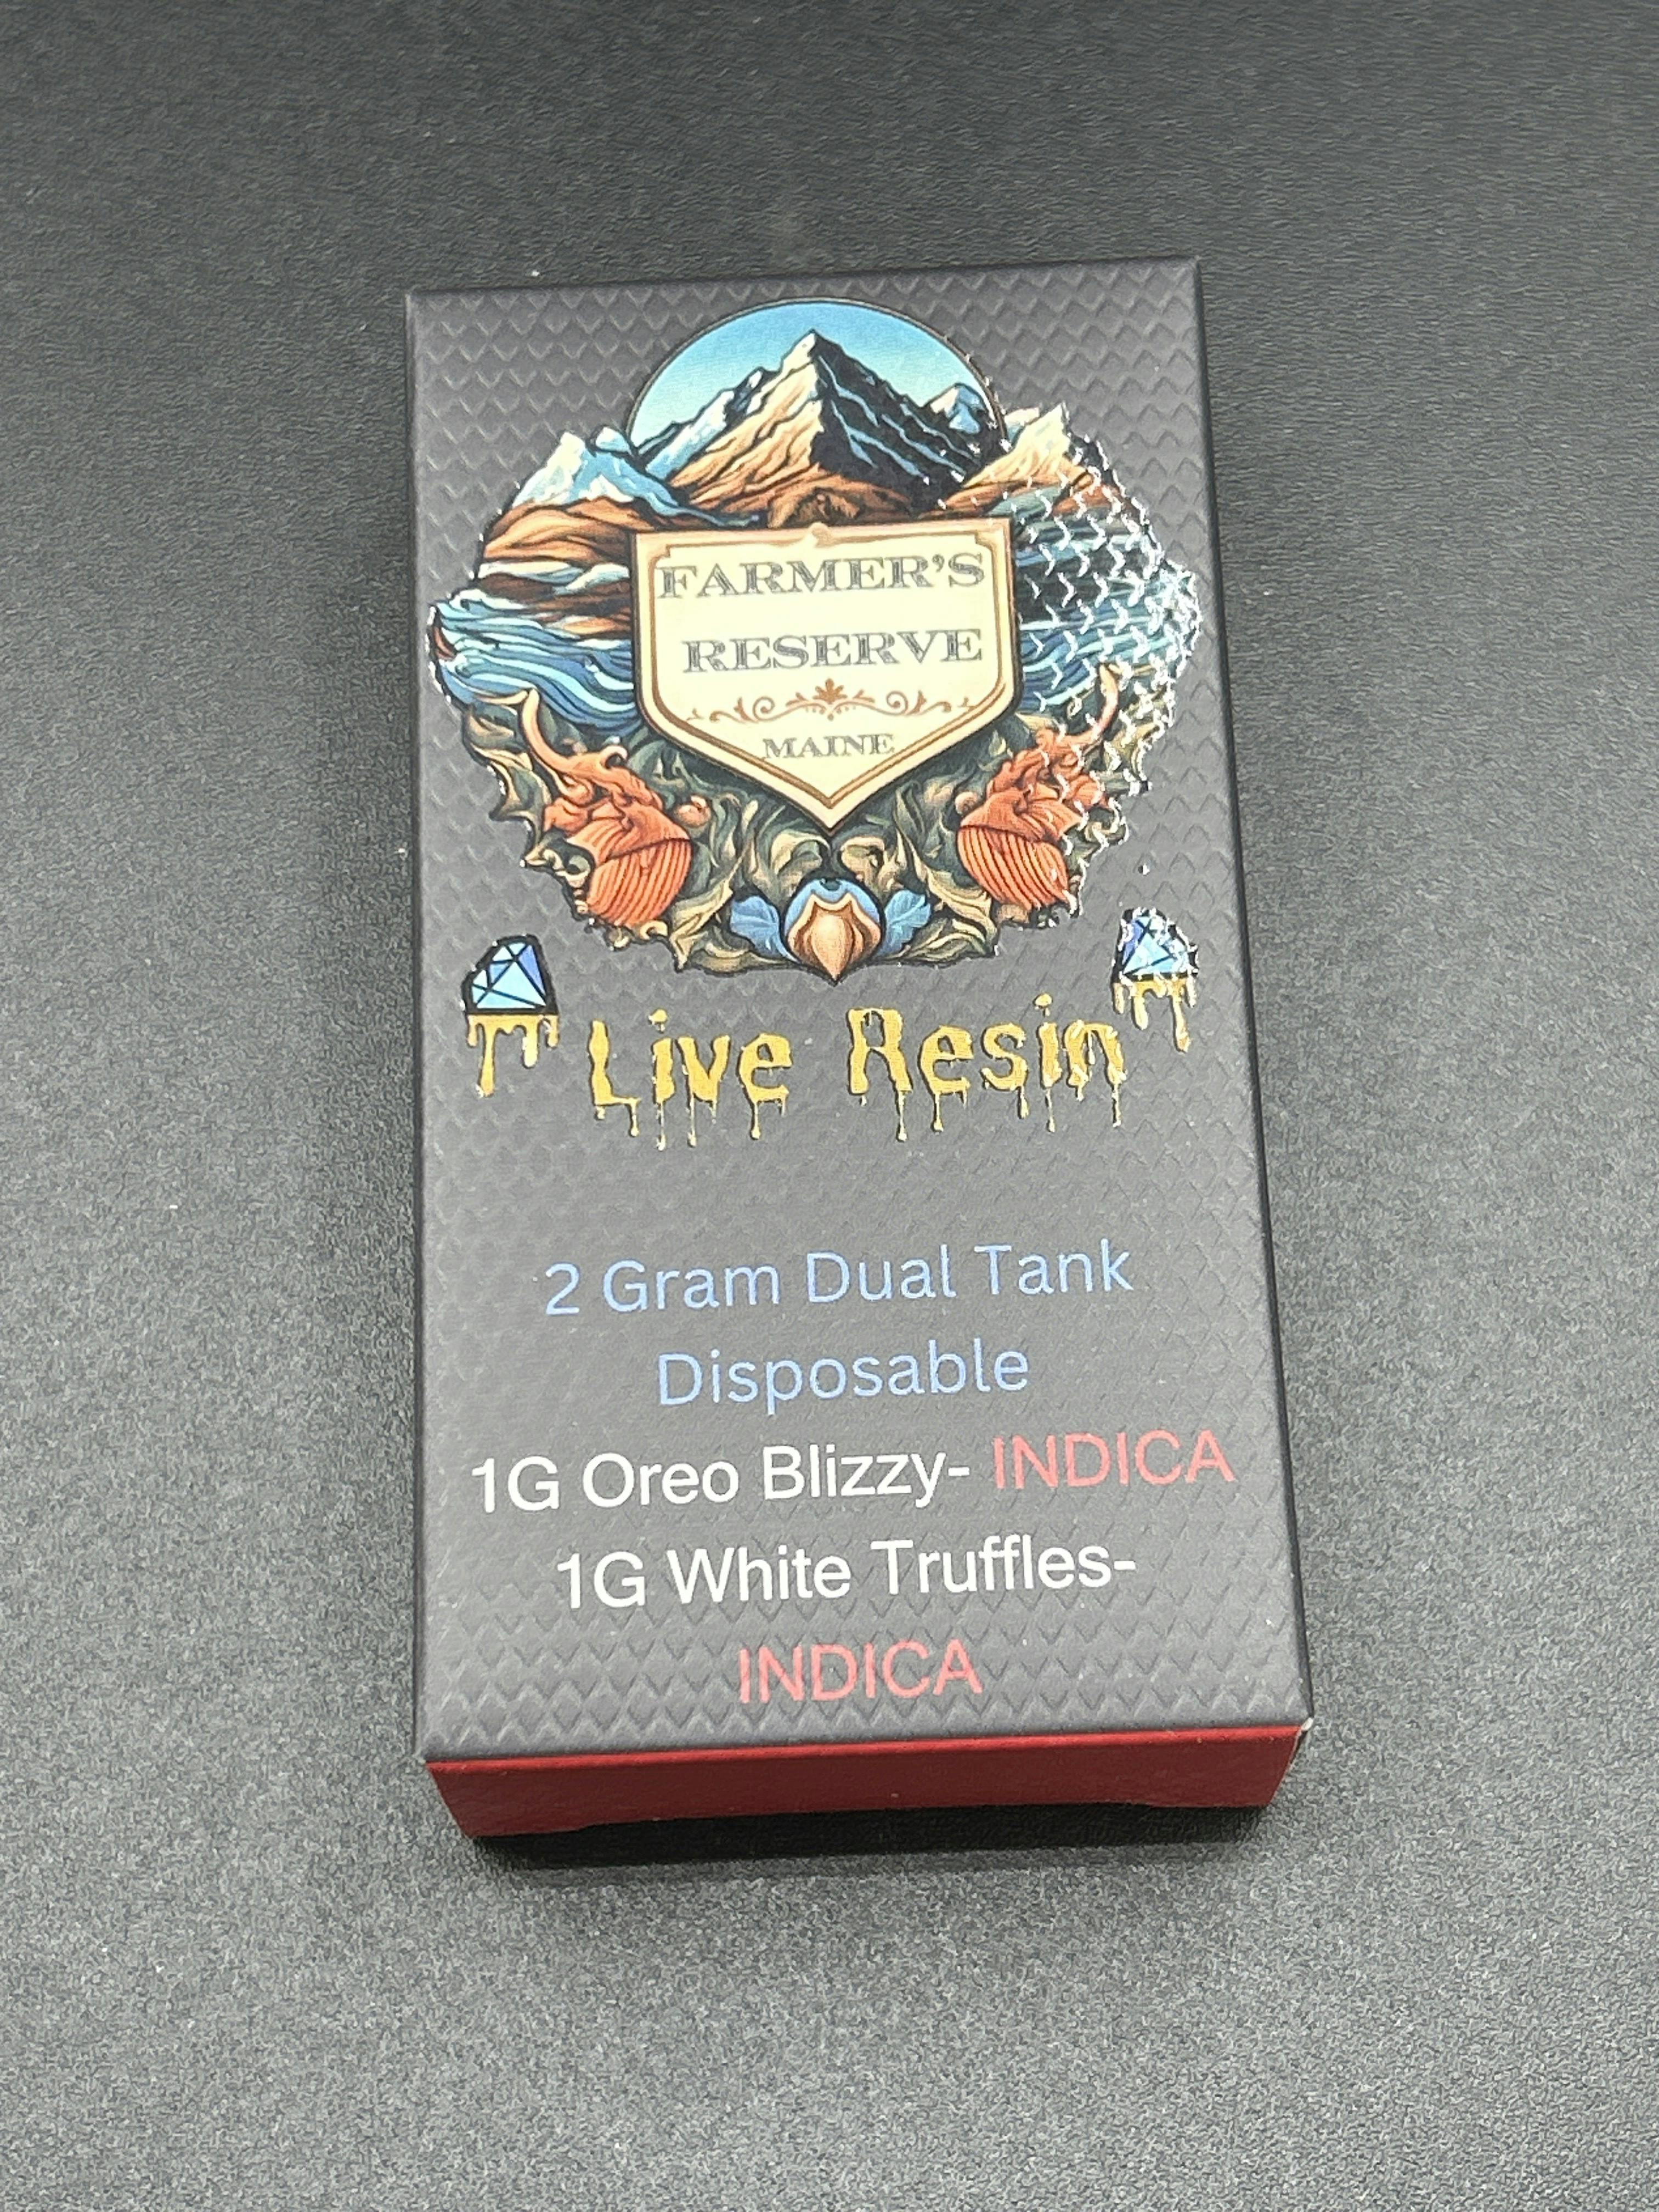 FARMER'S
RESERVE
MAINE
Live Resin
2 Gram Dual Tank
Disposable
1G Oreo Blizzy- INDICA
1G White Truffles-
INDICA